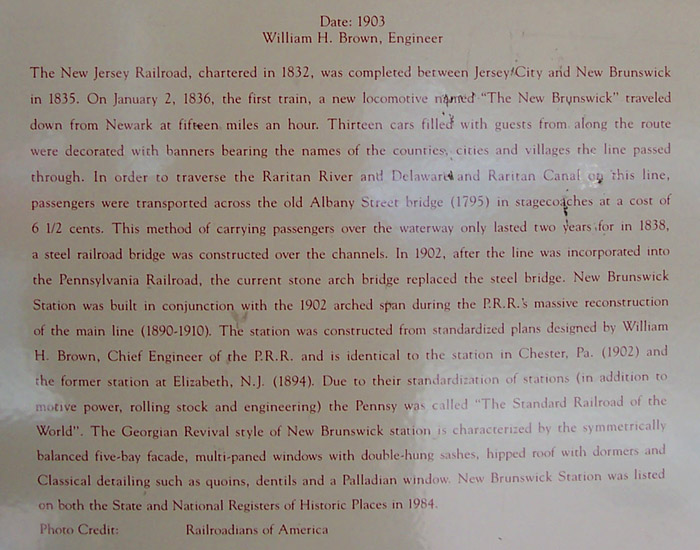 Date: 1903
William H. Brown, Engineer
The New Jersey Railroad, chartered in 1832, was completed between Jersey City and New Brunswick
in 1835. On January 2, 1836, the first train, a new locomotive named "The New Brunswick" traveled
down from Newark at fifteen miles an hour. Thirteen cars filled with guests from along the route
were decorated with banners bearing the names of the counties, cities and villages the line passed
through. In order to traverse the Raritan River and Delaware and Raritan Canal on this line,
passengers were transported across the old Albany Street bridge (1795) in stagecoaches at a cost of
6 1/2 cents. This method of carrying passengers over the waterway only lasted two years for in 1838,
a steel railroad bridge was constructed over the channels. In 1902, after the line was incorporated into
the Pennsylvania Railroad, the current stone arch bridge replaced the steel bridge. New Brunswick
Station was built in conjunction with the 1902 arched span during the P.R.R.'s massive reconstruction
of the main line (1890-1910). The station was constructed from standardized plans designed by William
H. Brown, Chief Engineer of the P.R.R. and is identical to the station in Chester, Pa. (1902) and
the former station at Elizabeth, N.J. (1894). Due to their standardization of stations (in addition to
motive power, rolling stock and engineering) the Pennsy was called "The Standard Railroad of the
World". The Georgian Revival style of New Brunswick station is characterized by the symmetrically
balanced five-bay facade, multi-paned windows with double-hung sashes, hipped roof with dormers and
Classical detailing such as quoins, dentils and a Palladian window. New Brunswick Station was listed
on both the State and National Registers of Historic Places in 1984.
Photo Credit: Railroadians of America